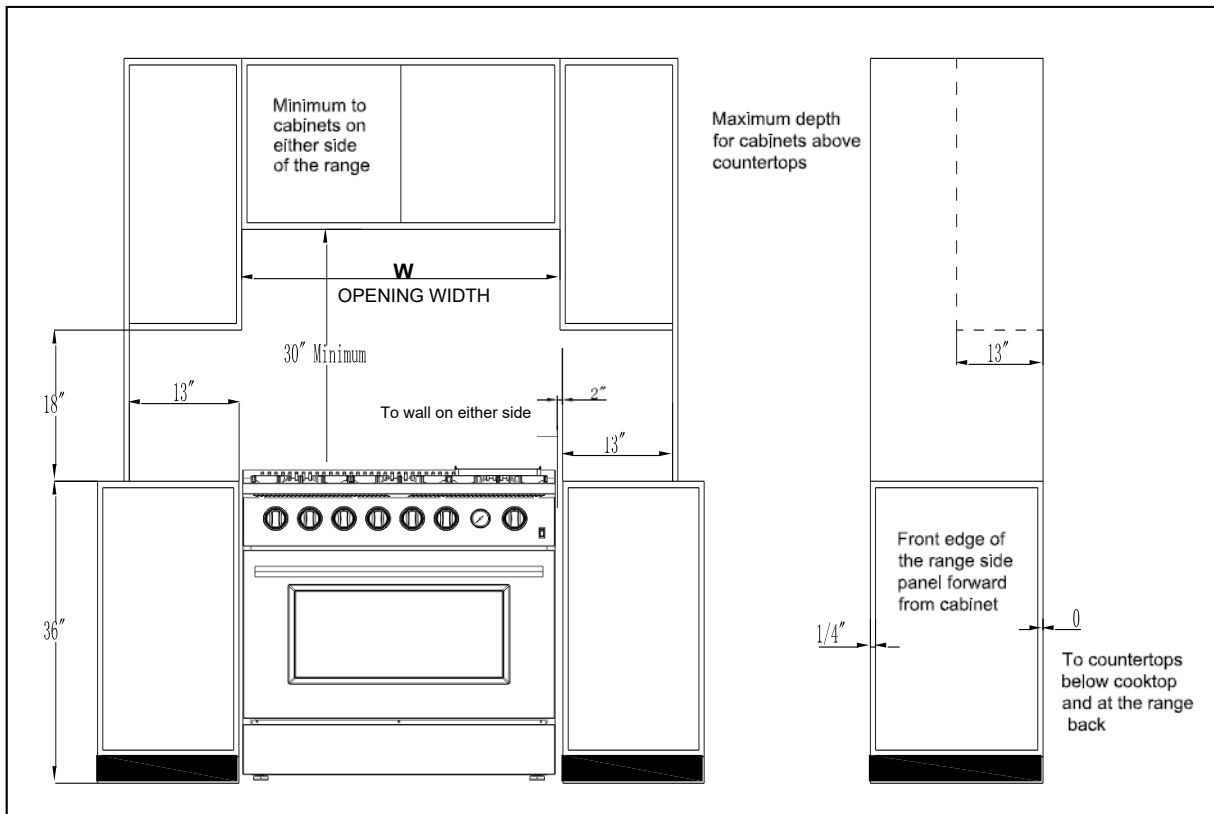 Minimum to
cabinets on
either side
of the range
Maximum depth
for cabinets above
countertops
W
OPENING WIDTH
30" Minimum
13"
18"
13"
To wall on either side
2"
13"
36"
Front edge of
the range side
panel forward
from cabinet
1/4"
0
To countertops
below cooktop
and at the range
back